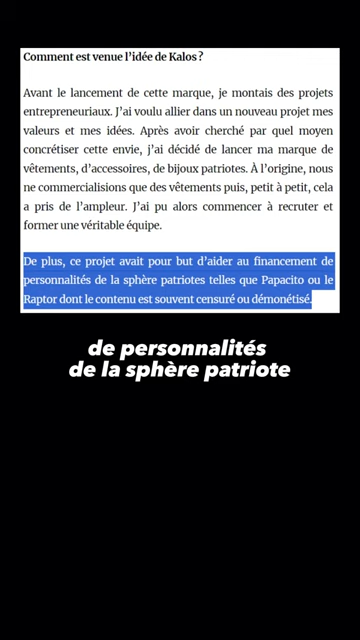 Comment est venue l’idée de Kalos ?
Avant le lancement de cette marque, je montais des projets
entrepreneuriaux. J’ai voulu allier dans un nouveau projet mes
valeurs et mes idées. Après avoir cherché par quel moyen
concrétiser cette envie, j’ai décidé de lancer ma marque de
vêtements, d’accessoires, de bijoux patriotes. À l’origine, nous
ne commercialisions que des vêtements puis, petit à petit, cela
a pris de l’ampleur. J’ai pu alors commencer à recruter et
former une véritable équipe.
De plus, ce projet avait pour but d’aider au financement de
personnalités de la sphère patriotes telles que Papacito ou le
Raptor dont le contenu est souvent censuré ou démonétisé.
de personnalités
de la sphère patriote